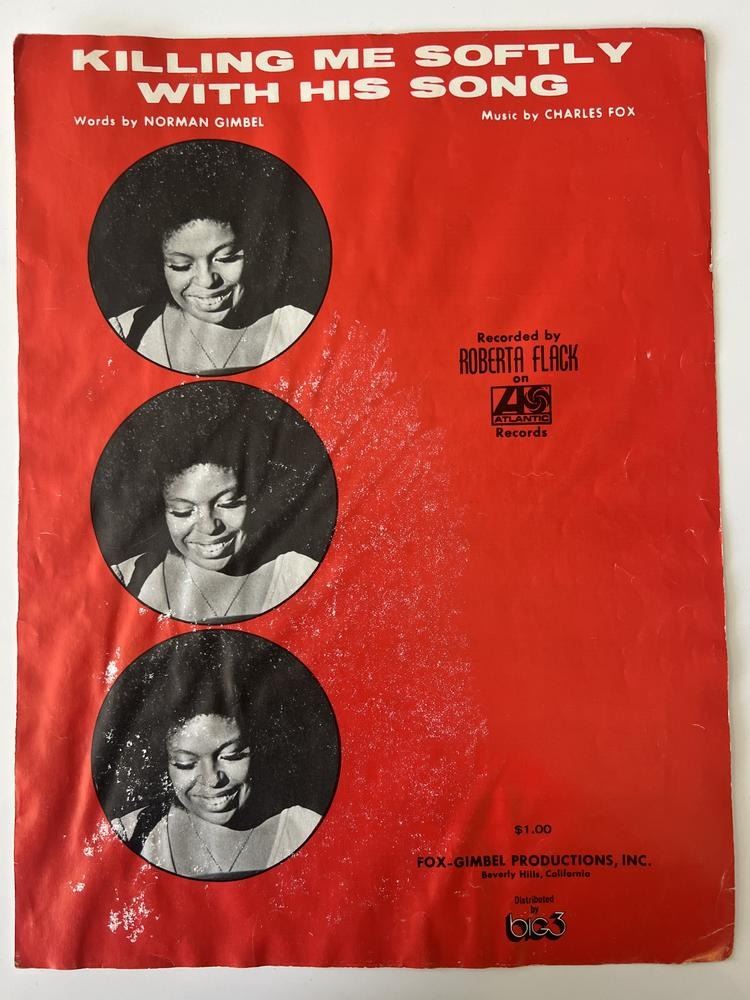 KILLING ME SOFTLY
WITH HIS SONG
Words by NORMAN GIMBEL
Music by CHARLES FOX
Recorded by
ROBERTA FLACK
on
ATLANTIC
Records
$1.00
FOX-GIMBEL PRODUCTIONS, INC.
Beverly Hills, California
Distributed
by
big3